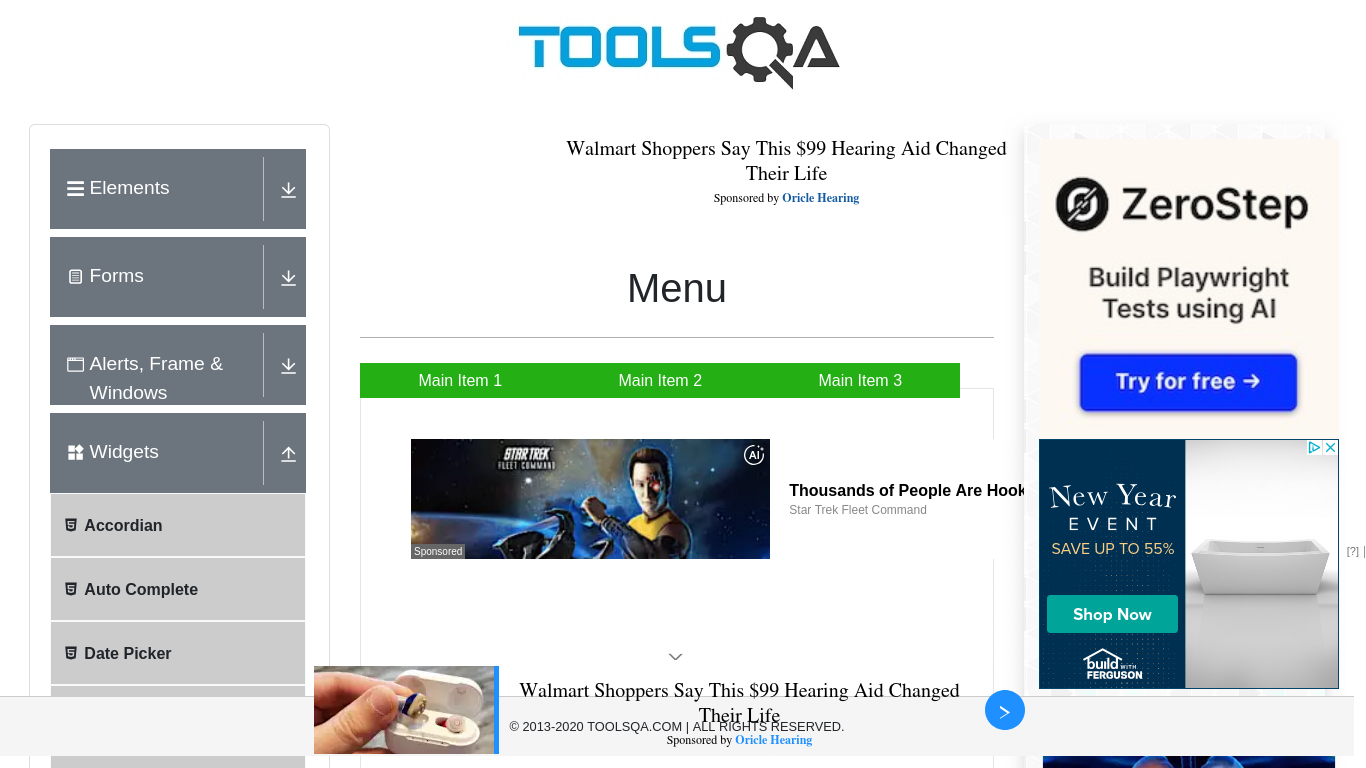 TOOLSQA
Elements
Forms
Alerts, Frame &
Windows
Widgets
Accordian
Auto Complete
Date Picker
Walmart Shoppers Say This $99 Hearing Aid Changed
Their Life
Sponsored by Oricle Hearing
Menu
Main Item 1
Main Item 2
Main Item 3
STAR TREK
FLEET COMMAND
AI
Sponsored
Thousands of People Are Hook
Star Trek Fleet Command
ZeroStep
Build Playwright
Tests using AI
Try for free →
New Year
EVENT
SAVE UP TO 55%
Shop Now
build WITH
FERGUSON
[?]
Walmart Shoppers Say This $99 Hearing Aid Changed
Their Life
© 2013-2020 TOOLSQA.COM | ALL RIGHTS RESERVED.
Sponsored by Oricle Hearing